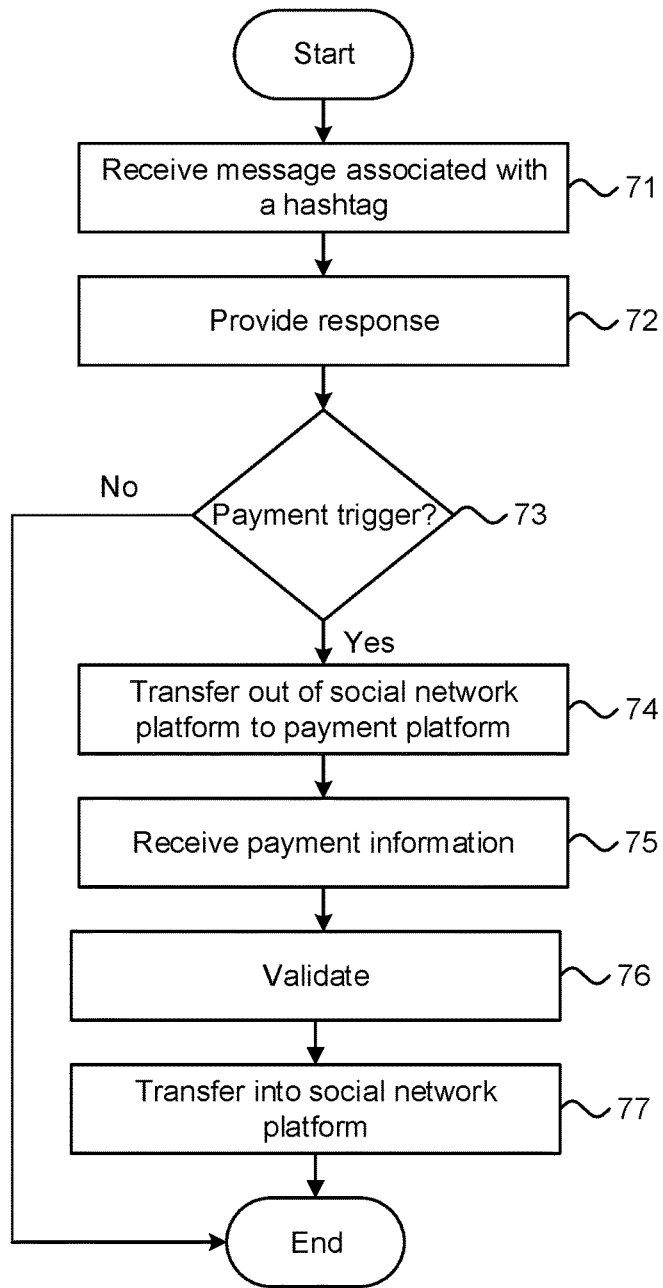 Start
Receive message associated with
a hashtag
71
Provide response
72
No
Payment trigger?
73
Yes
Transfer out of social network
platform to payment platform
74
Receive payment information
75
Validate
76
Transfer into social network
platform
77
End